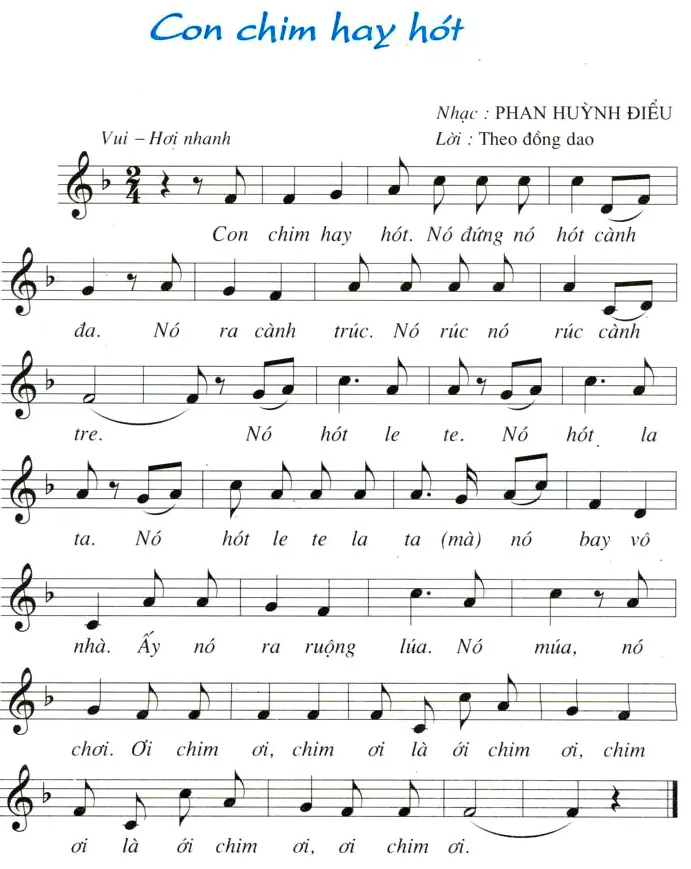 Con chim hay hót
Nhạc : PHAN HUỲNH ĐIỂU
Vui – Hơi nhanh
Lời : Theo đồng dao
2
4
Con chim hay hót. Nó đứng nó hót cành
đa. Nó ra cành trúc. Nó rúc nó rúc cành
tre. Nó hót le te. Nó hót la
ta. Nó hót le te la ta (mà) nó bay vô
nhà. Ấy nó ra ruộng lúa. Nó múa, nó
chơi. Ơi chim ơi, chim ơi là ới chim ơi, chim
ơi là ới chim ơi, ơi chim ơi.